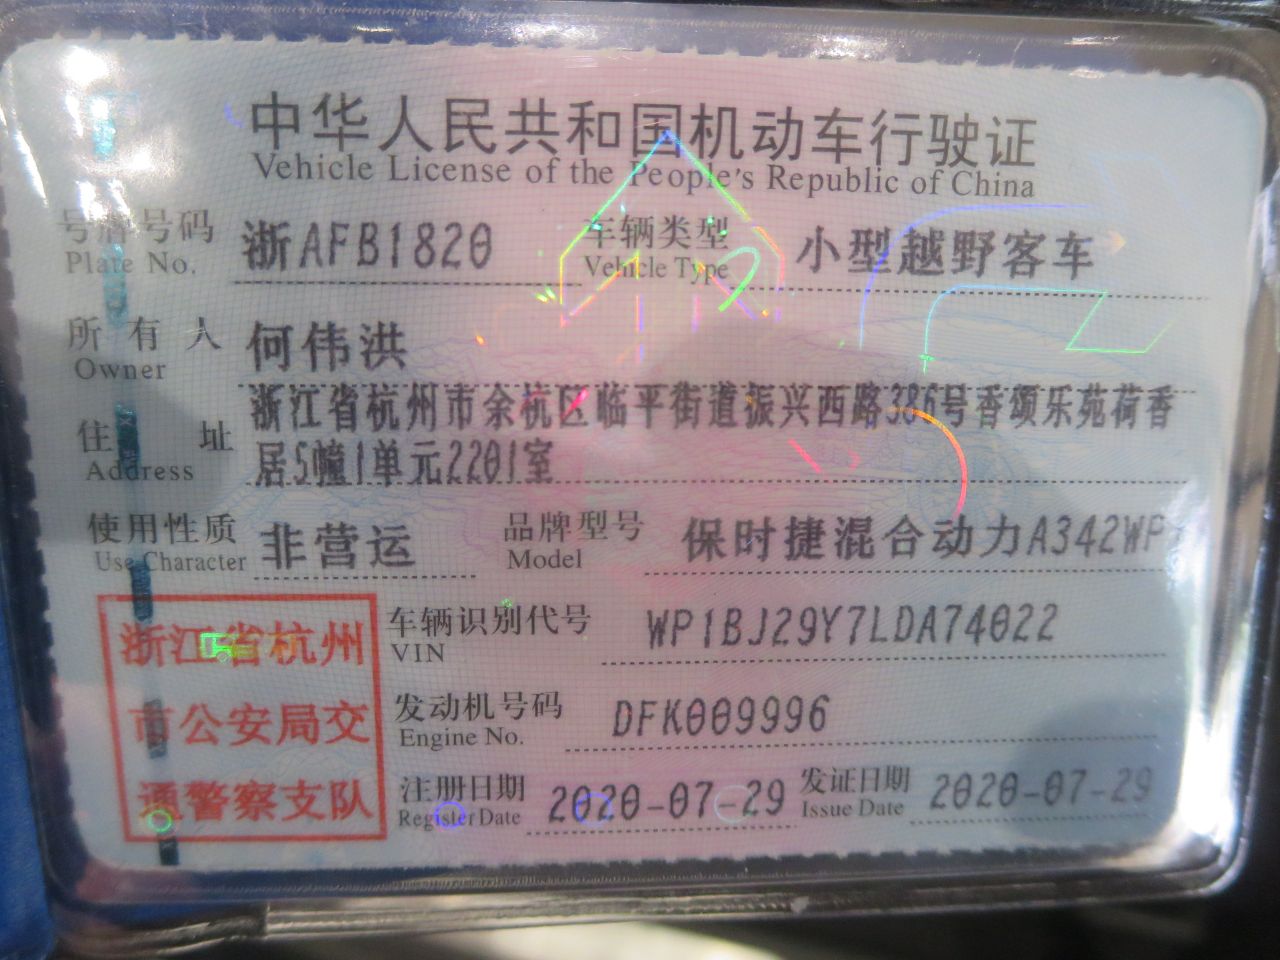 中华人民共和国机动车行驶证
Vehicle License of the People's Republic of China
号牌号码 浙AFB1820 车辆类型 小型越野客车
Plate No. Vehicle Type
所有人 何伟洪
Owner
浙江省杭州市余杭区临平街道振兴西路386号香颂乐苑荷香
住址 居5幢1单元2201室
Address
使用性质 非营运 品牌型号 保时捷混合动力A342WP
Use Character Model
浙江省杭州
市公安局交
通警察支队
车辆识别代号 WP1BJ29Y7LDA74022
VIN
发动机号码 DFK009996
Engine No.
注册日期 2020-07-29 发证日期 2020-07-29
Register Date Issue Date